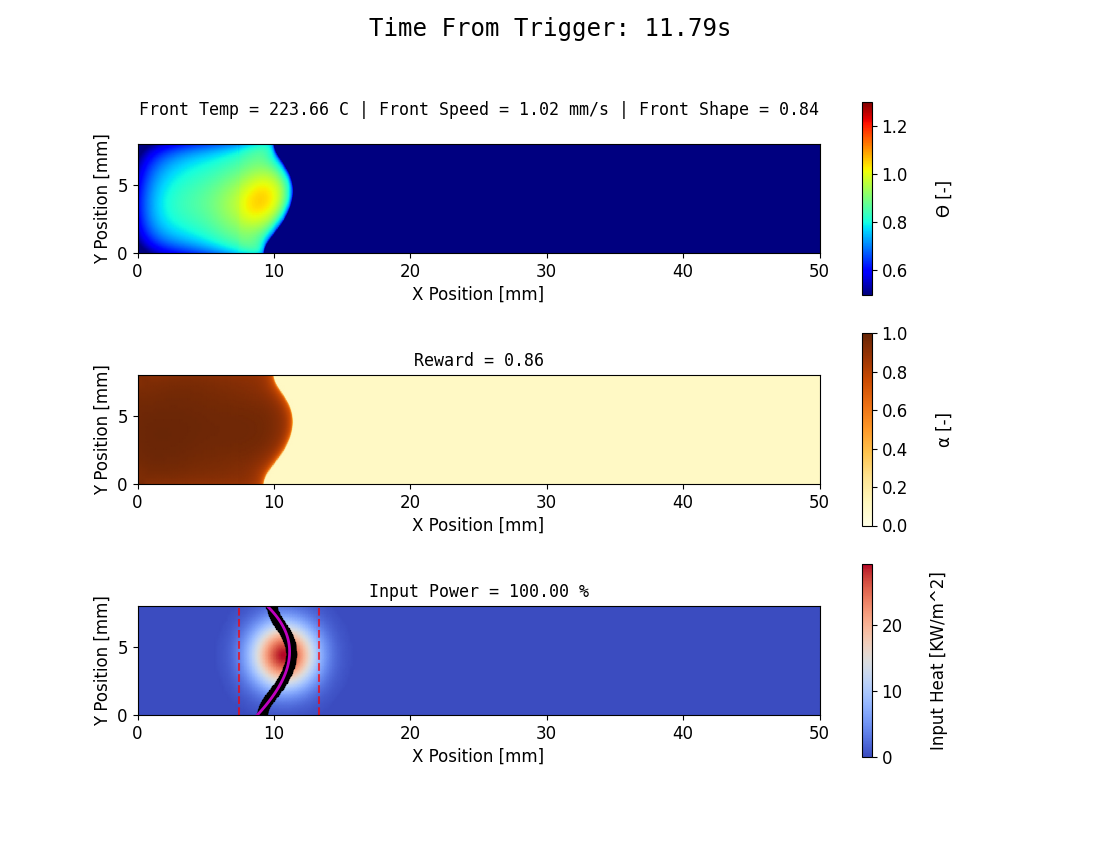 Time From Trigger: 11.79s
Front Temp = 223.66 C | Front Speed = 1.02 mm/s | Front Shape = 0.84
Y Position [mm]
5
0
0 10 20 30 40 50
X Position [mm]
1.2
1.0
0.8
0.6
Θ [-]
Reward = 0.86
Y Position [mm]
5
0
0 10 20 30 40 50
X Position [mm]
1.0
0.8
0.6
0.4
0.2
0.0
α [-]
Input Power = 100.00 %
Y Position [mm]
5
0
0 10 20 30 40 50
X Position [mm]
20
10
0
Input Heat [KW/m^2]